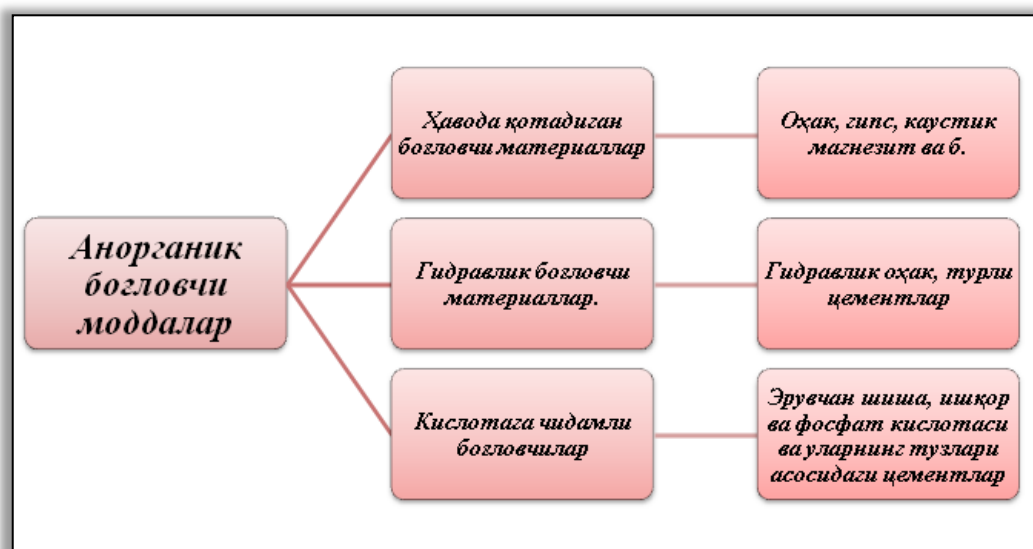 Анорганик
боғловчи
моддалар
Ҳавода қотадиган
боғловчи материаллар
Оҳак, гипс, каустик
магнезит ва б.
Гидравлик боғловчи
материаллар.
Гидравлик оҳак, турли
цементлар
Кислотага чидамли
боғловчилар
Эрувчан шиша, ишқор
ва фосфат кислотаси
ва уларнинг тузлари
асосидаги цементлар